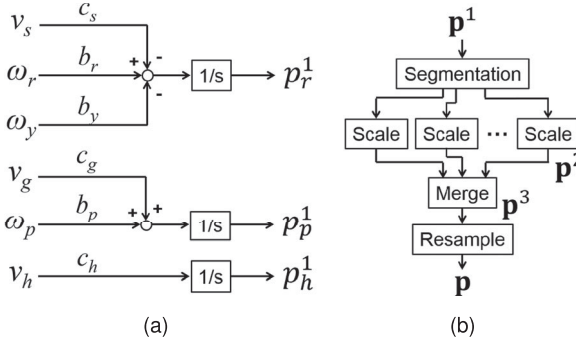 v_s c_s
ω_r b_r + - - 1/s p_r^1
ω_y b_y
v_g c_g
ω_p b_p + + 1/s p_p^1
v_h c_h 1/s p_h^1
(a)
p^1
Segmentation
Scale Scale ··· Scale
p^2
Merge
p^3
Resample
p
(b)